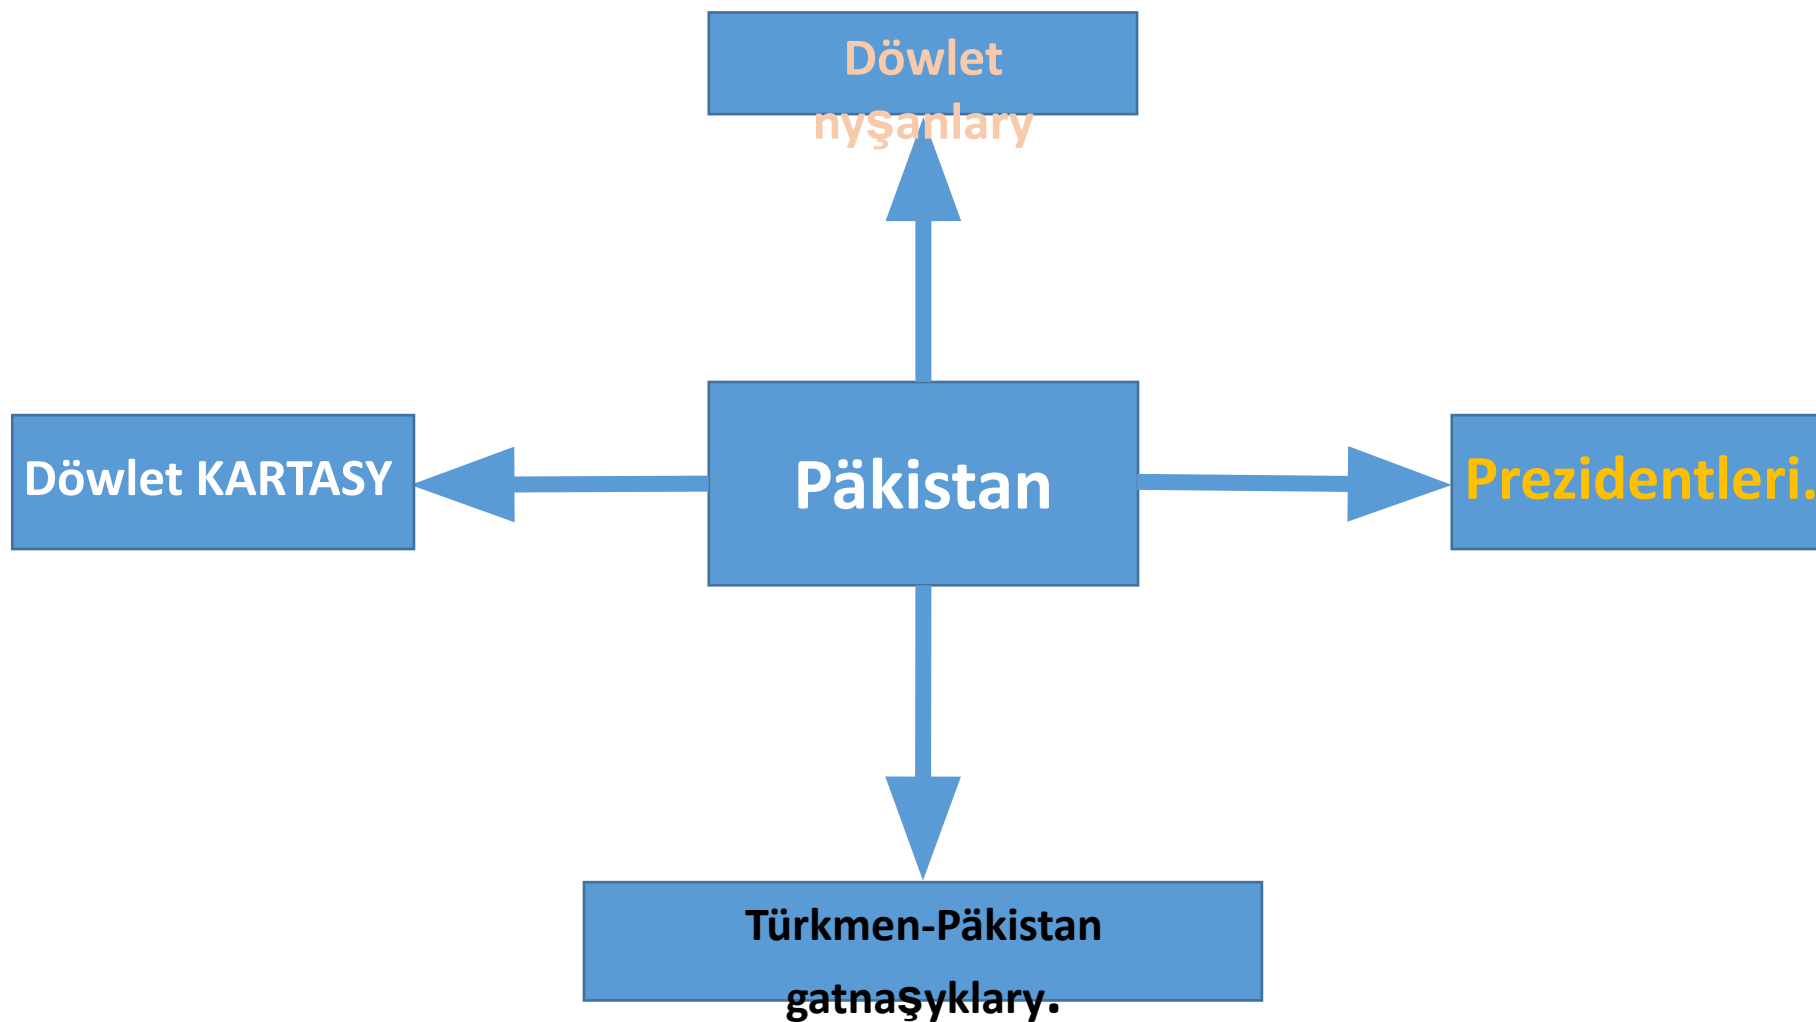 Döwlet
nyşanlary
Döwlet KARTASY
Päkistan
Prezidentleri.
Türkmen-Päkistan
gatnaşyklary.